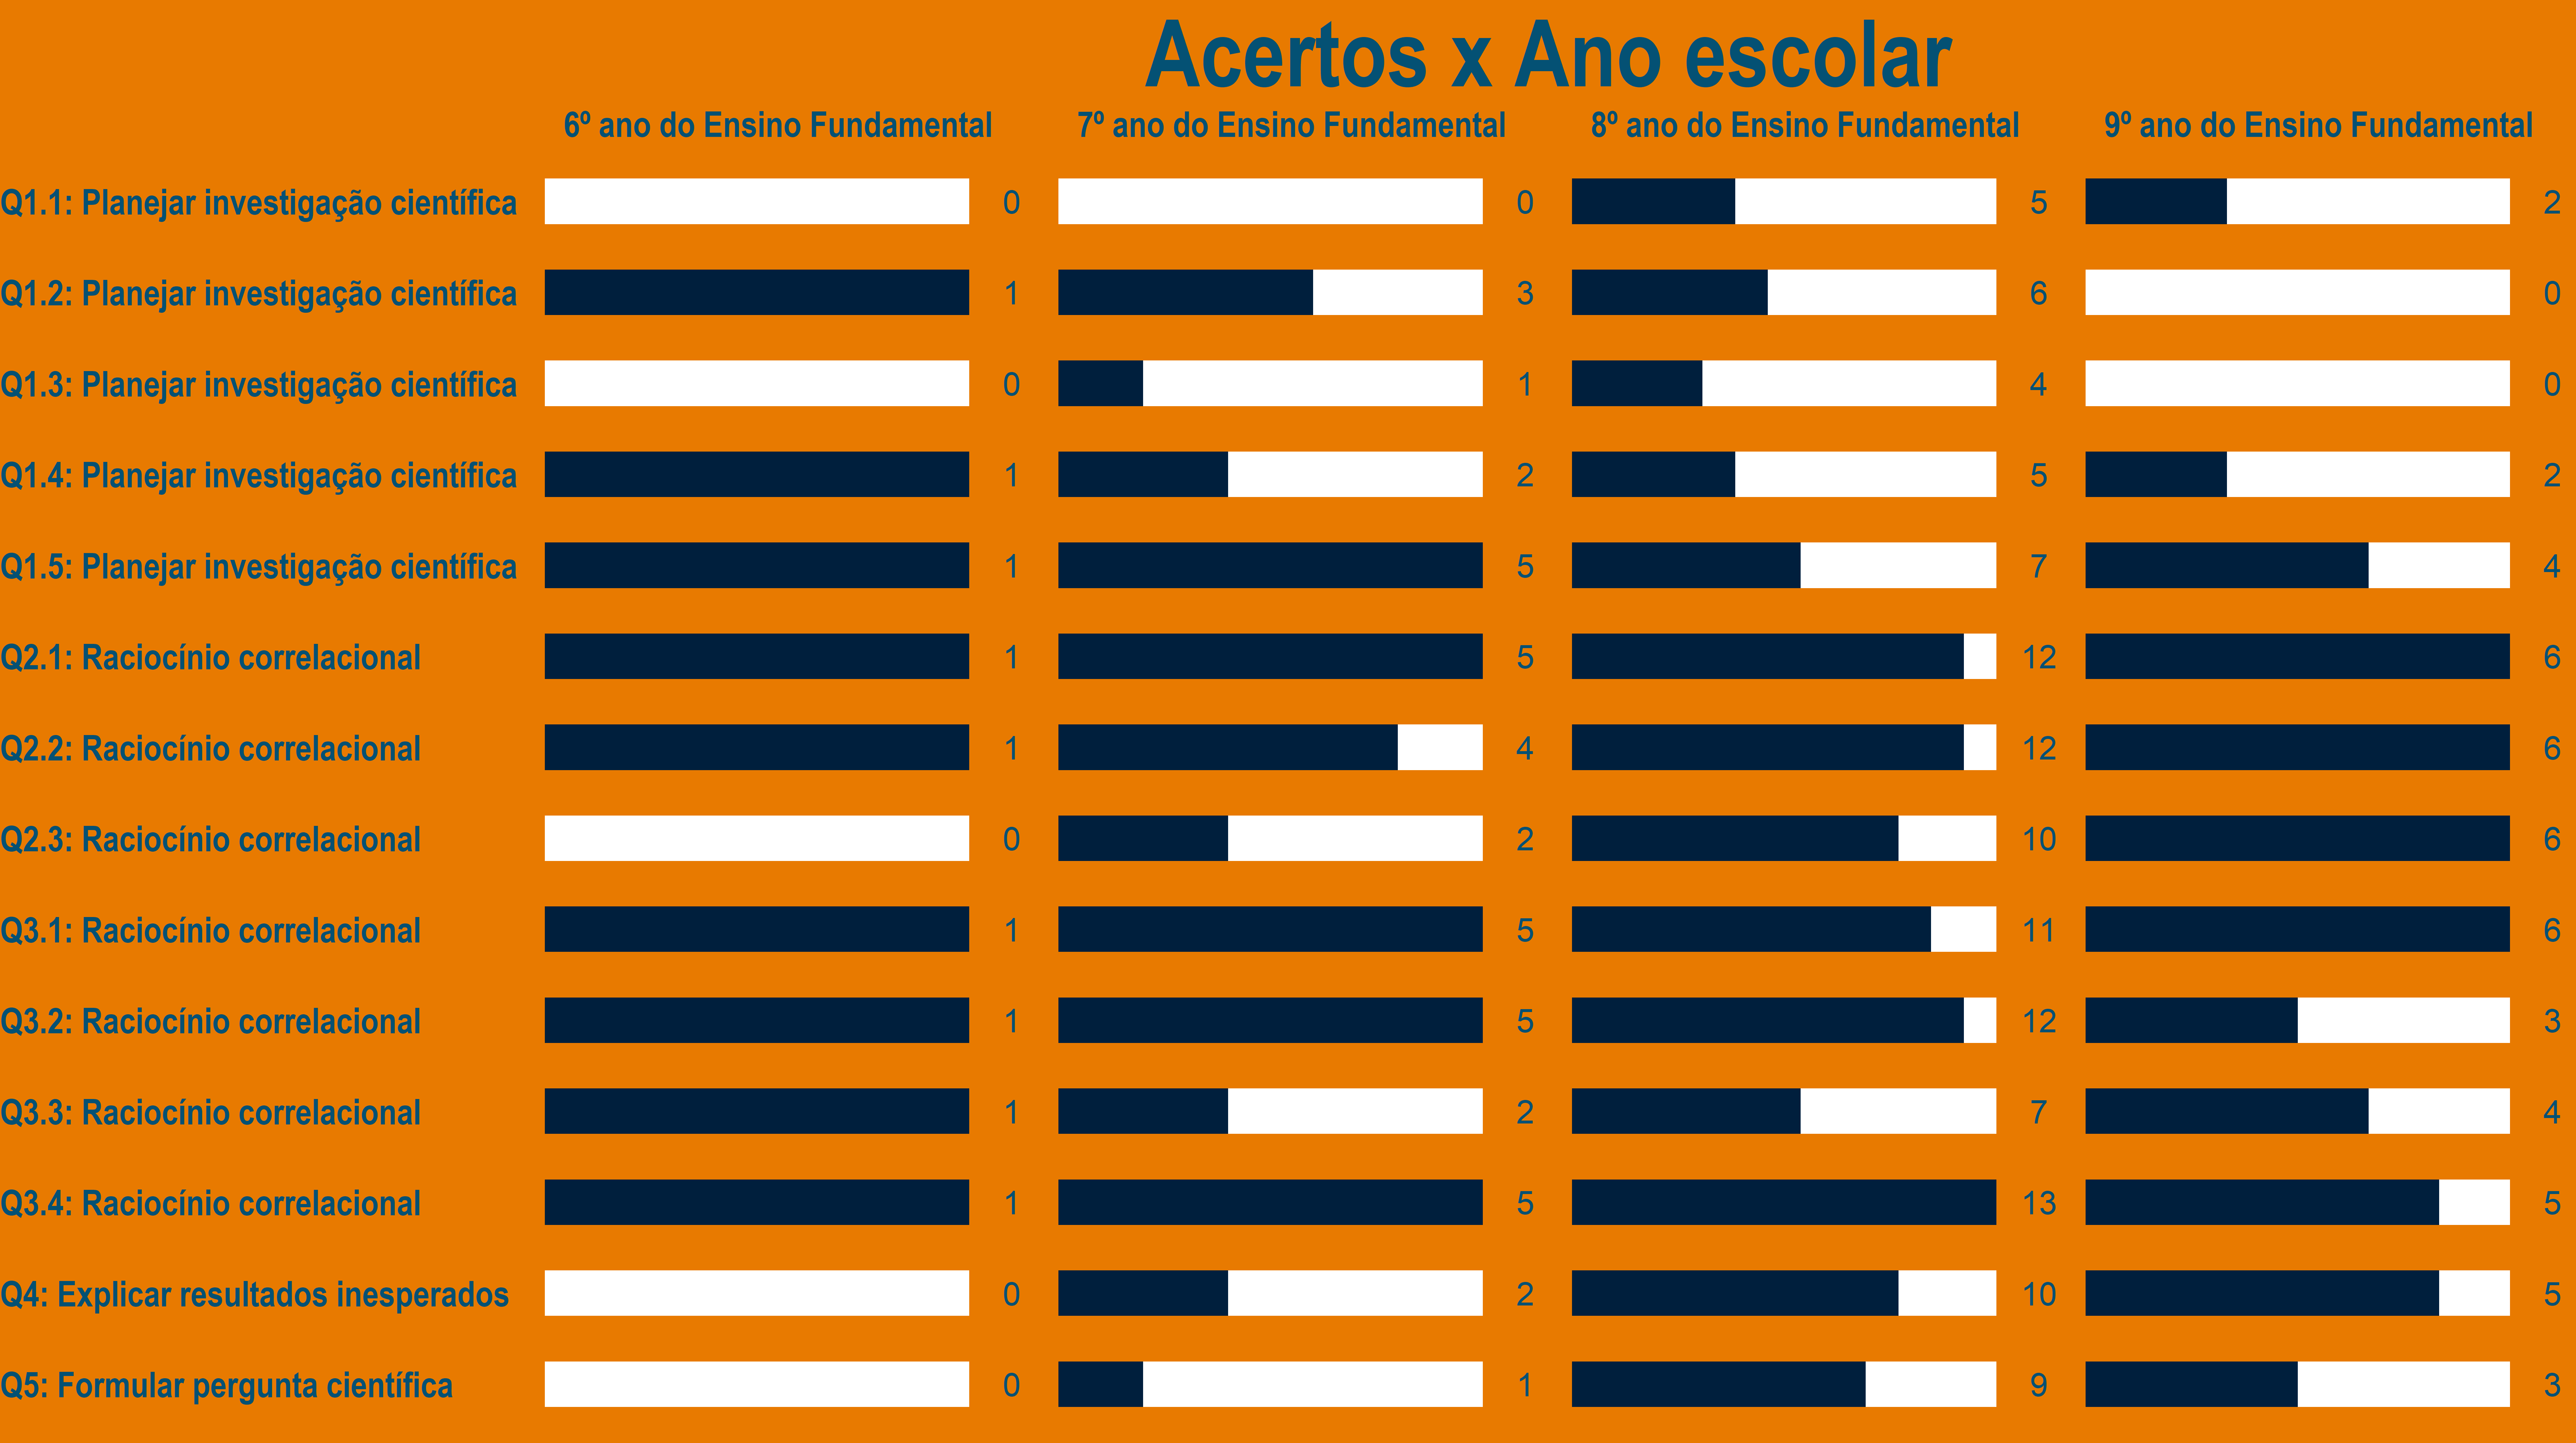 Acertos x Ano escolar
6º ano do Ensino Fundamental 7º ano do Ensino Fundamental 8º ano do Ensino Fundamental 9º ano do Ensino Fundamental
Q1.1: Planejar investigação científica 0 0 5 2
Q1.2: Planejar investigação científica 1 3 6 0
Q1.3: Planejar investigação científica 0 1 4 0
Q1.4: Planejar investigação científica 1 2 5 2
Q1.5: Planejar investigação científica 1 5 7 4
Q2.1: Raciocínio correlacional 1 5 12 6
Q2.2: Raciocínio correlacional 1 4 12 6
Q2.3: Raciocínio correlacional 0 2 10 6
Q3.1: Raciocínio correlacional 1 5 11 6
Q3.2: Raciocínio correlacional 1 5 12 3
Q3.3: Raciocínio correlacional 1 2 7 4
Q3.4: Raciocínio correlacional 1 5 13 5
Q4: Explicar resultados inesperados 0 2 10 5
Q5: Formular pergunta científica 0 1 9 3